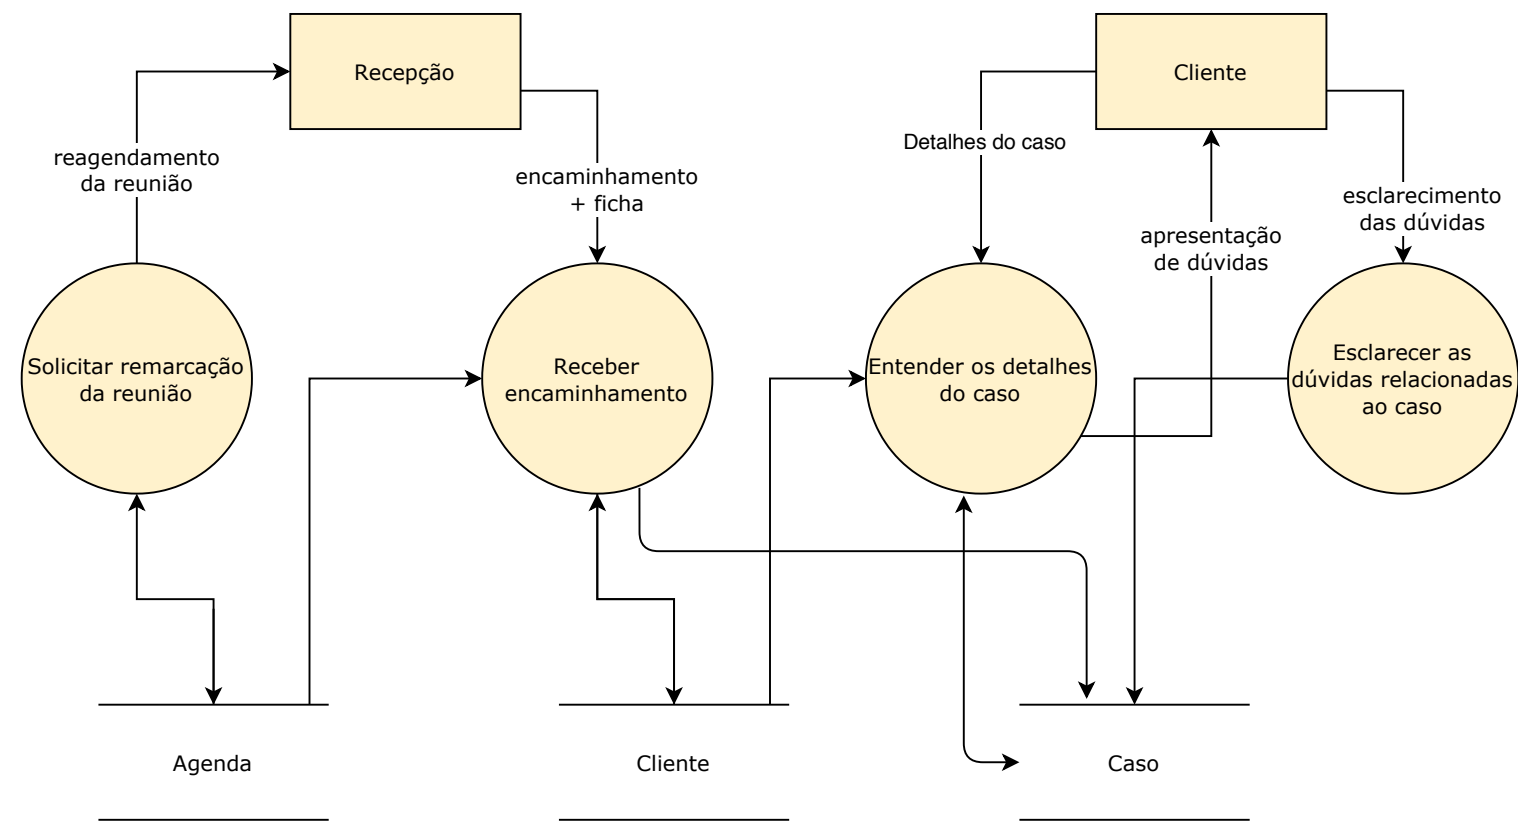 Recepção
Cliente
Detalhes do caso
reagendamento
da reunião
encaminhamento
+ ficha
esclarecimento
das dúvidas
apresentação
de dúvidas
Solicitar remarcação
da reunião
Receber
encaminhamento
Entender os detalhes
do caso
Esclarecer as
dúvidas relacionadas
ao caso
Agenda
Cliente
Caso